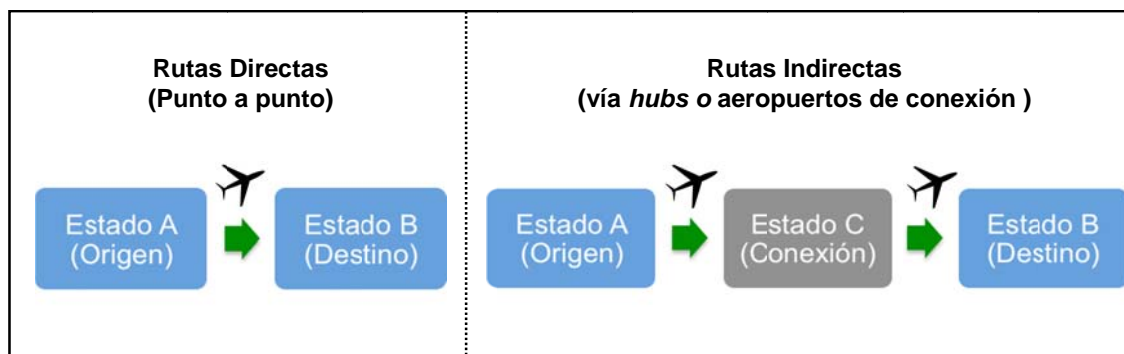 Rutas Directas
(Punto a punto)
Estado A
(Origen)
Estado B
(Destino)
Rutas Indirectas
(vía hubs o aeropuertos de conexión )
Estado A
(Origen)
Estado C
(Conexión)
Estado B
(Destino)